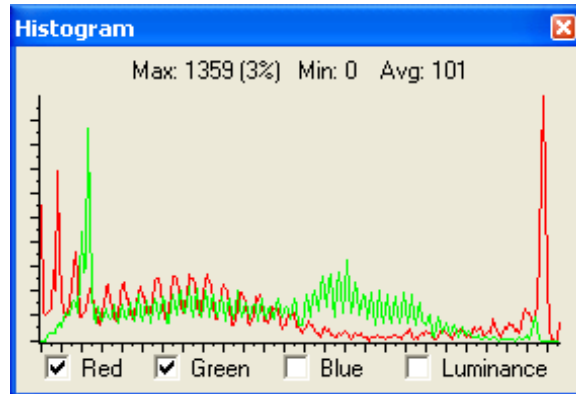 Histogram
Max: 1359 (3%) Min: 0 Avg: 101
Red Green Blue Luminance